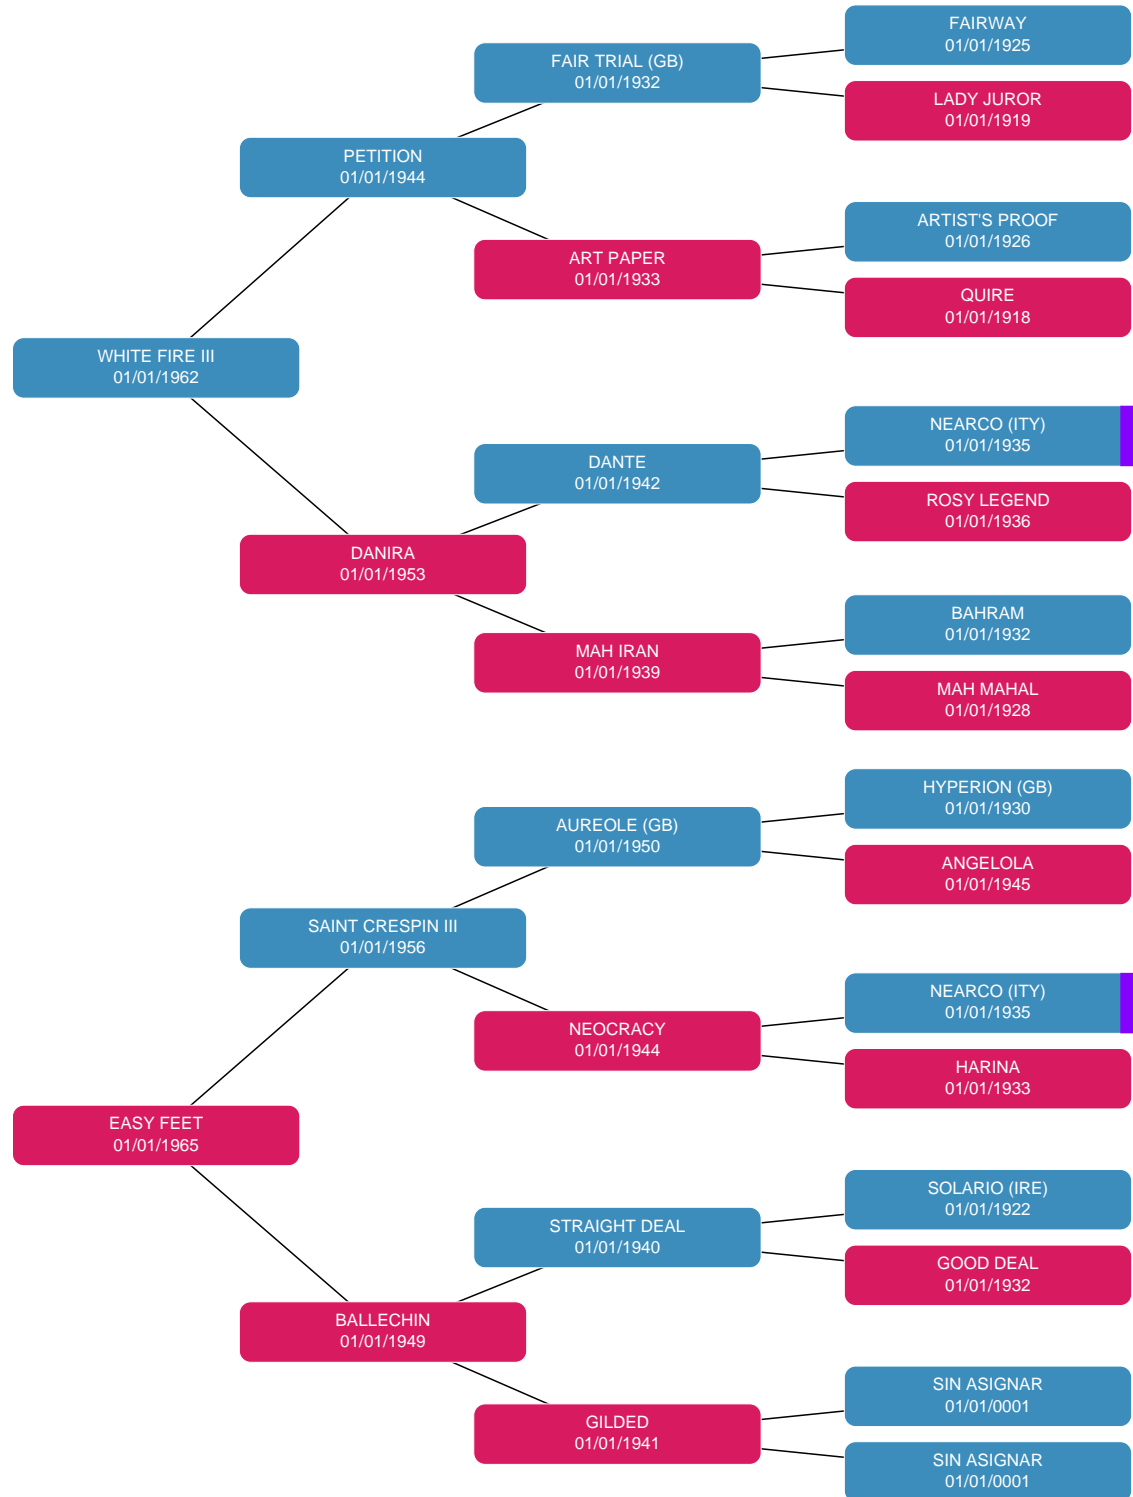 FAIRWAY
01/01/1925
FAIR TRIAL (GB)
01/01/1932
LADY JUROR
01/01/1919
PETITION
01/01/1944
ARTIST'S PROOF
01/01/1926
ART PAPER
01/01/1933
QUIRE
01/01/1918
WHITE FIRE III
01/01/1962
NEARCO (ITY)
01/01/1935
DANTE
01/01/1942
ROSY LEGEND
01/01/1936
DANIRA
01/01/1953
BAHRAM
01/01/1932
MAH IRAN
01/01/1939
MAH MAHAL
01/01/1928
HYPERION (GB)
01/01/1930
AUREOLE (GB)
01/01/1950
ANGELOLA
01/01/1945
SAINT CRESPIN III
01/01/1956
NEARCO (ITY)
01/01/1935
NEOCRACY
01/01/1944
HARINA
01/01/1933
EASY FEET
01/01/1965
SOLARIO (IRE)
01/01/1922
STRAIGHT DEAL
01/01/1940
GOOD DEAL
01/01/1932
BALLECHIN
01/01/1949
SIN ASIGNAR
01/01/0001
GILDED
01/01/1941
SIN ASIGNAR
01/01/0001